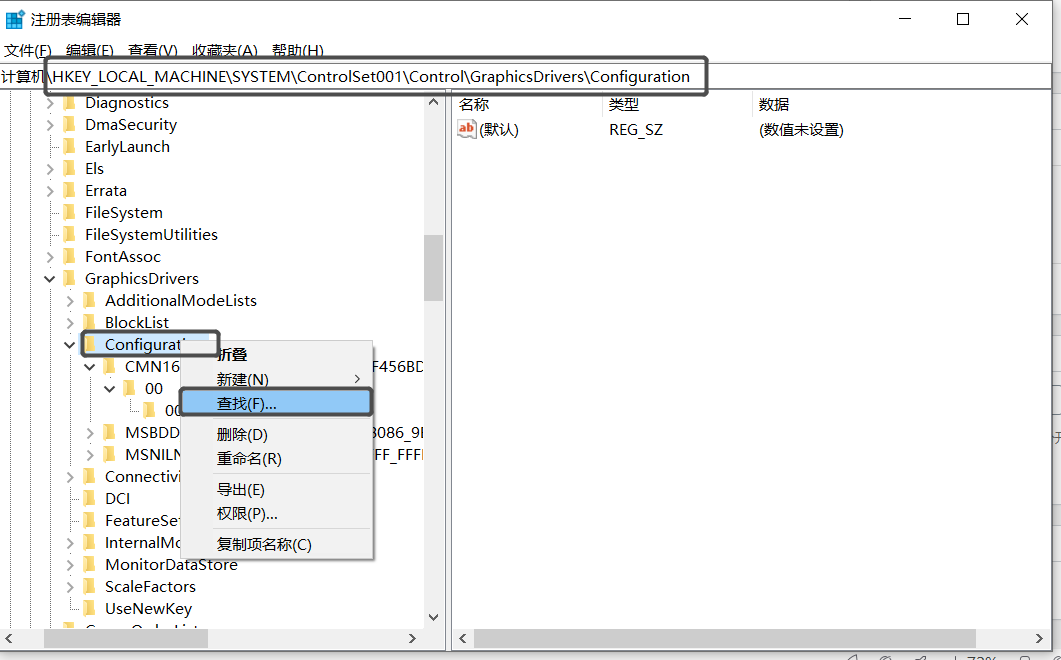 注册表编辑器
文件(F) 编辑(E) 查看(V) 收藏夹(A) 帮助(H)
计算机\HKEY_LOCAL_MACHINE\SYSTEM\ControlSet001\Control\GraphicsDrivers\Configuration
名称 类型 数据
ab (默认) REG_SZ (数值未设置)
Diagnostics
DmaSecurity
EarlyLaunch
Els
Errata
FileSystem
FileSystemUtilities
FontAssoc
GraphicsDrivers
AdditionalModeLists
BlockList
Configurati
CMN16 F456BD
00
00
MSBDD 3086_9
MSNILN FF_FFF
Connectivi
DCI
FeatureSet
InternalMo
MonitorDataStore
ScaleFactors
UseNewKey
折叠
新建(N)
查找(F)...
删除(D)
重命名(R)
导出(E)
权限(P)...
复制项名称(C)